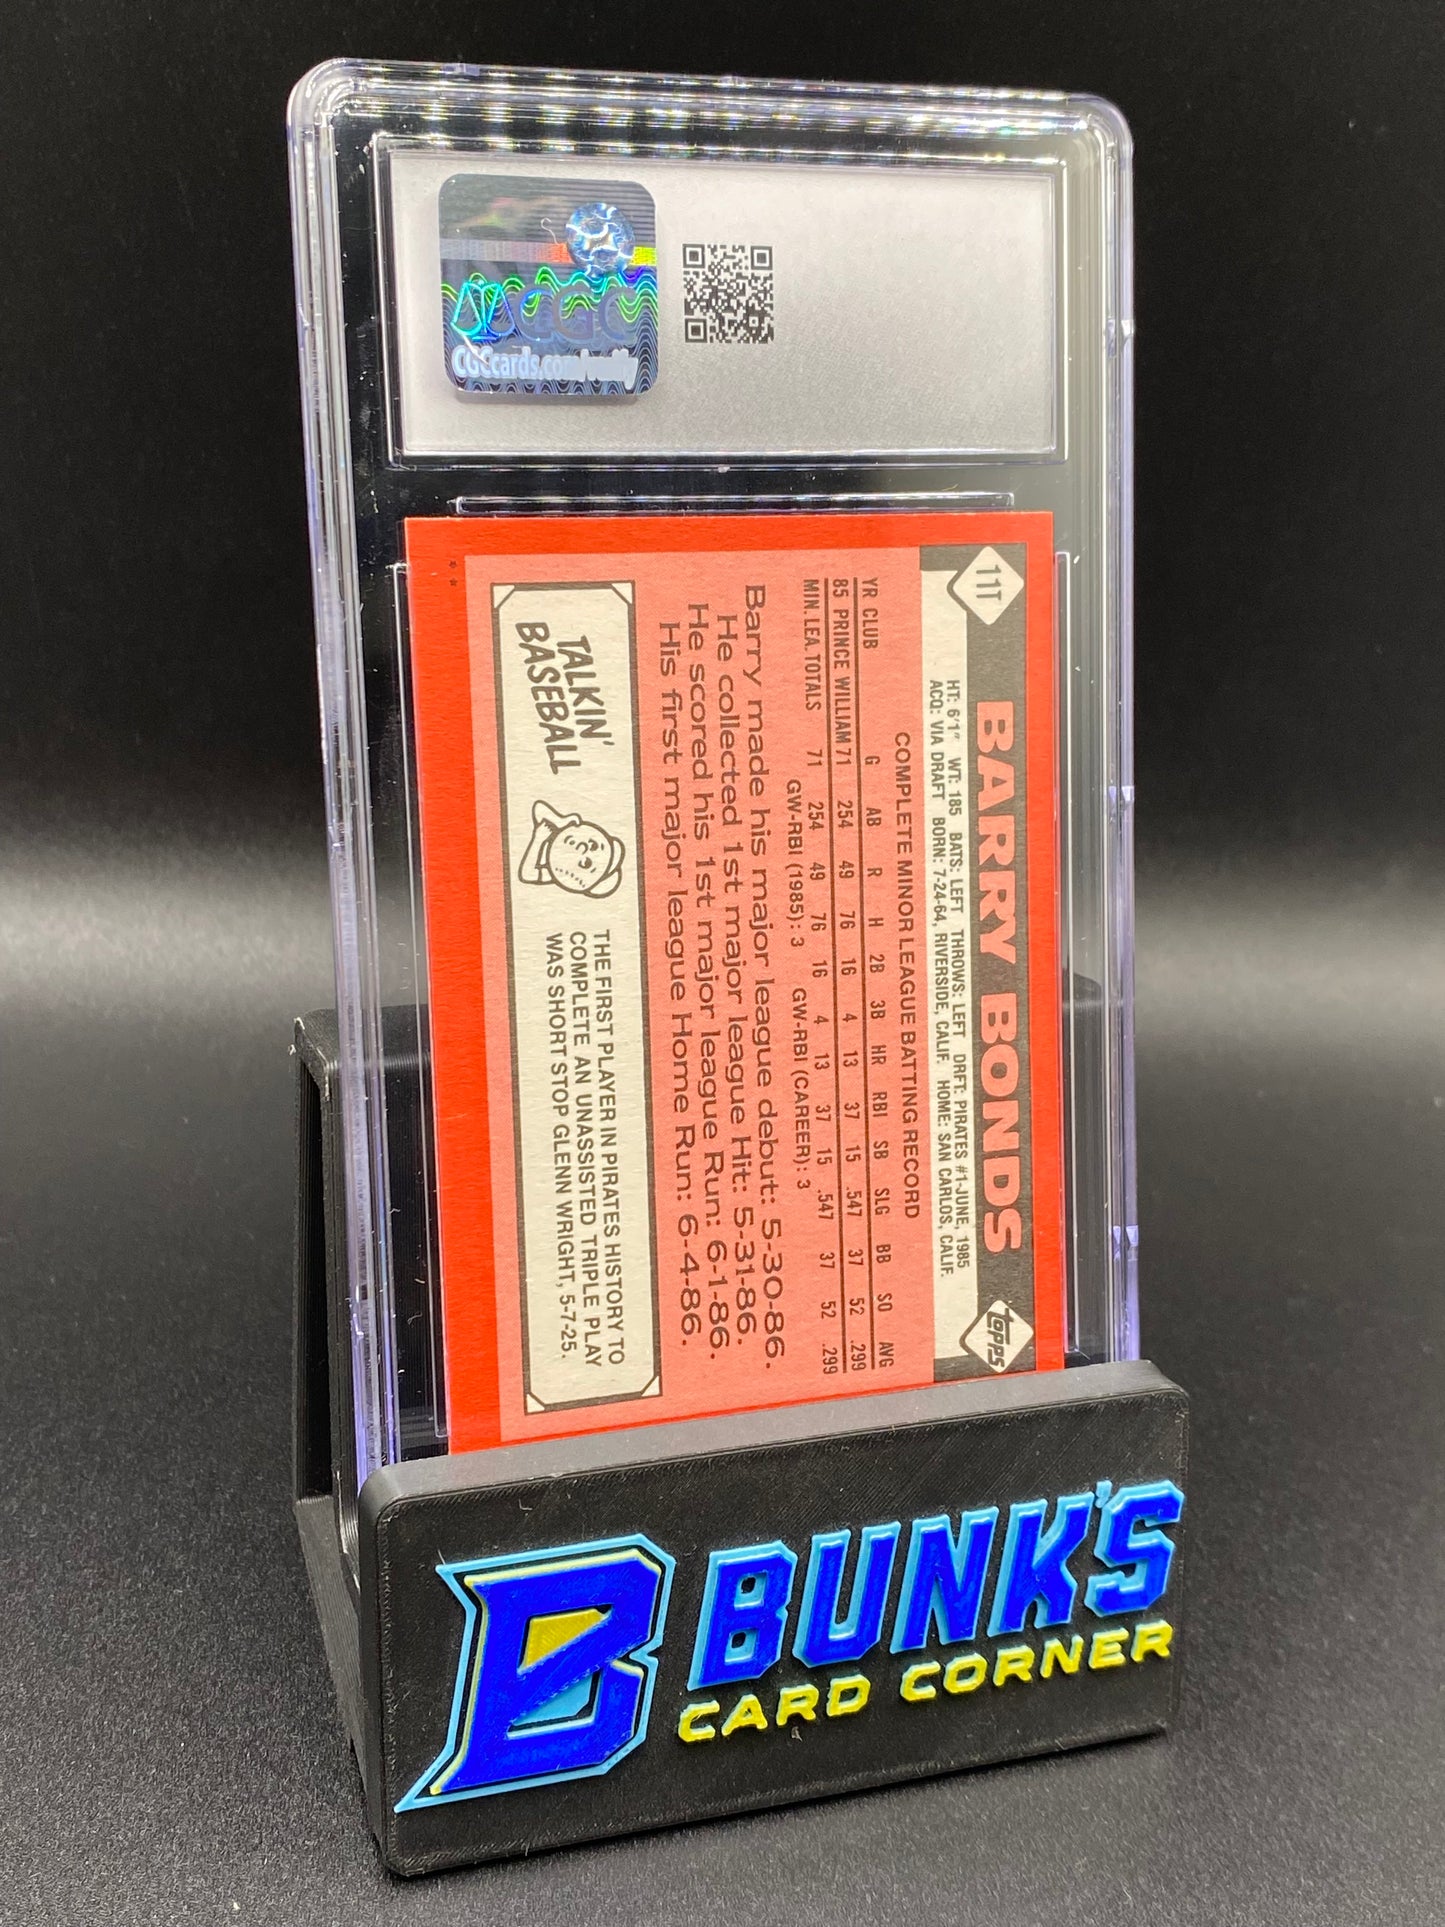 CGC
CGCcards.com/verify
11T
BARRY BONDS
topps
HT: 6'1" WT: 185 BATS: LEFT THROWS: LEFT DRFT: PIRATES #1-JUNE, 1985
ACQ: VIA DRAFT BORN: 7-24-64, RIVERSIDE, CALIF. HOME: SAN CARLOS, CALIF.
COMPLETE MINOR LEAGUE BATTING RECORD
YR CLUB G AB R H 2B 3B HR RBI SB SLG BB SO AVG
85 PRINCE WILLIAM 71 254 49 76 16 4 13 37 15 .547 37 52 .299
MIN. LEA. TOTALS 71 254 49 76 16 4 13 37 15 .547 37 52 .299
GW-RBI (1985): 3 GW-RBI (CAREER): 3
Barry made his major league debut: 5-30-86.
He collected 1st major league Hit: 5-31-86.
He scored his 1st major league Run: 6-1-86.
His first major league Home Run: 6-4-86.
TALKIN'
BASEBALL
THE FIRST PLAYER IN PIRATES HISTORY TO
COMPLETE AN UNASSISTED TRIPLE PLAY
WAS SHORT STOP GLENN WRIGHT, 5-7-25.
**
B
BUNK'S
CARD CORNER